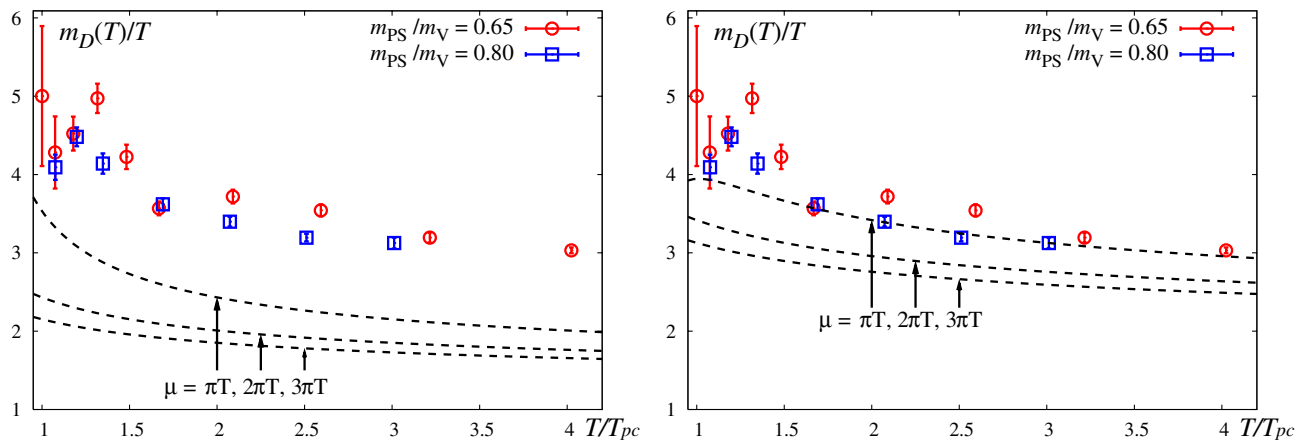 m_D(T)/T
m_PS /m_V = 0.65
m_PS /m_V = 0.80
6
5
4
3
2
1
μ = πT, 2πT, 3πT
1 1.5 2 2.5 3 3.5 4 T/T_pc
m_D(T)/T
m_PS /m_V = 0.65
m_PS /m_V = 0.80
6
5
4
3
2
1
μ = πT, 2πT, 3πT
1 1.5 2 2.5 3 3.5 4 T/T_pc